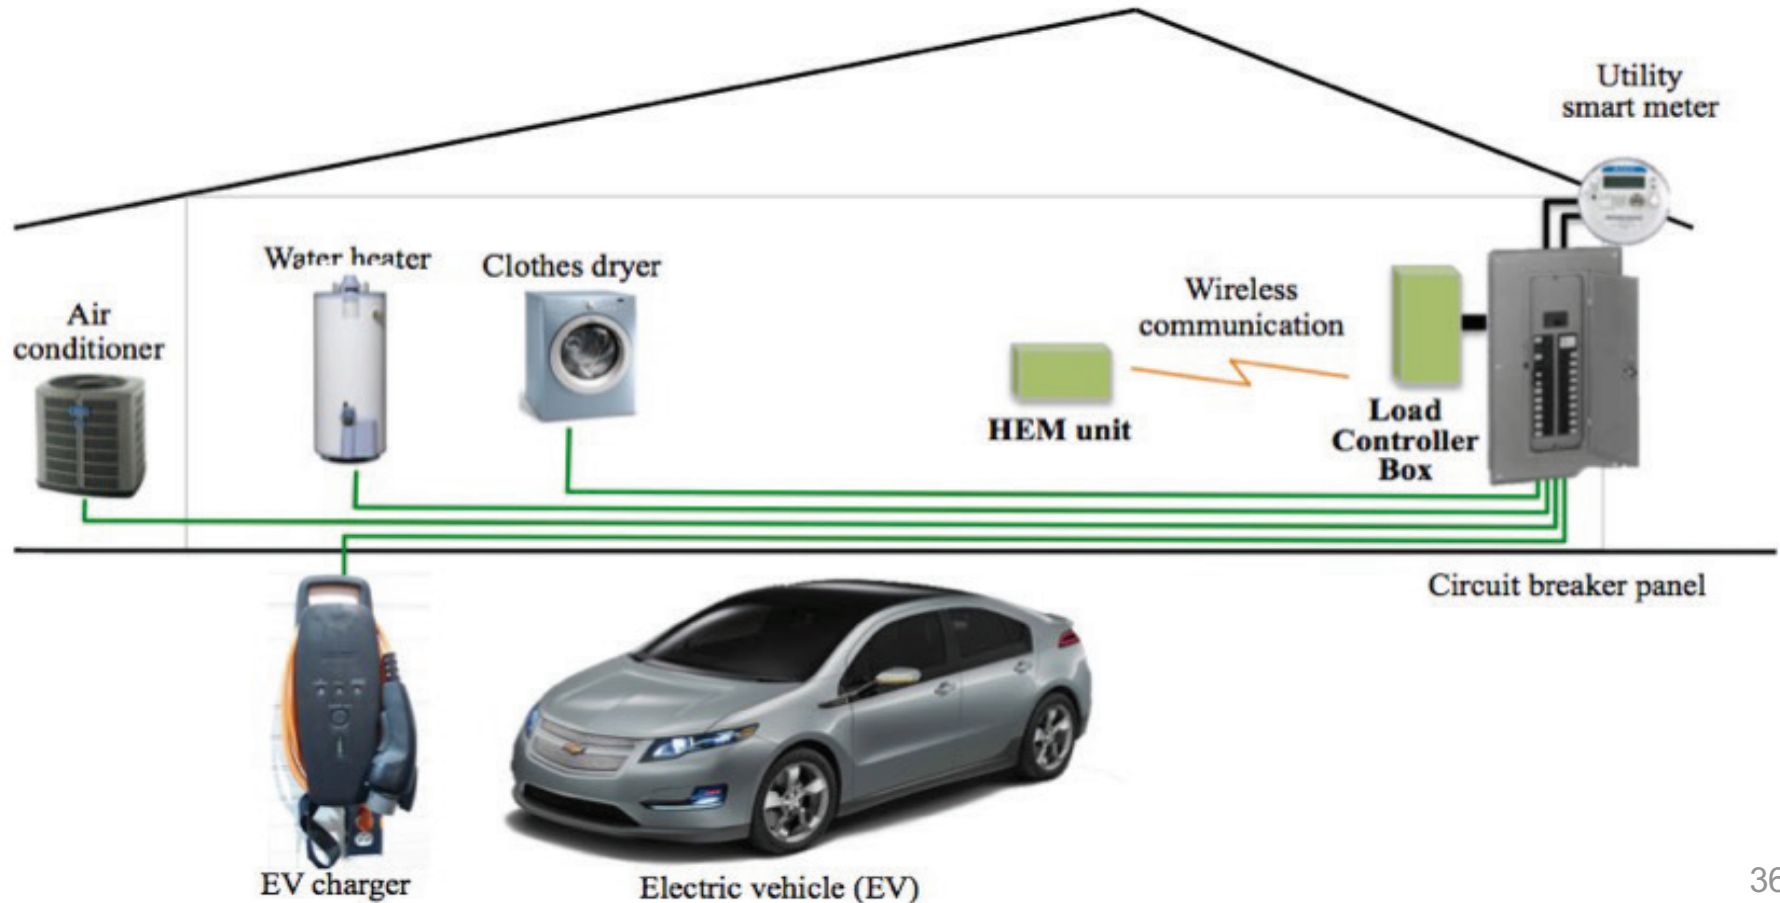 Utility
smart meter
Water heater
Clothes dryer
Air
conditioner
Wireless
communication
HEM unit
Load
Controller
Box
Circuit breaker panel
EV charger
Electric vehicle (EV)
36